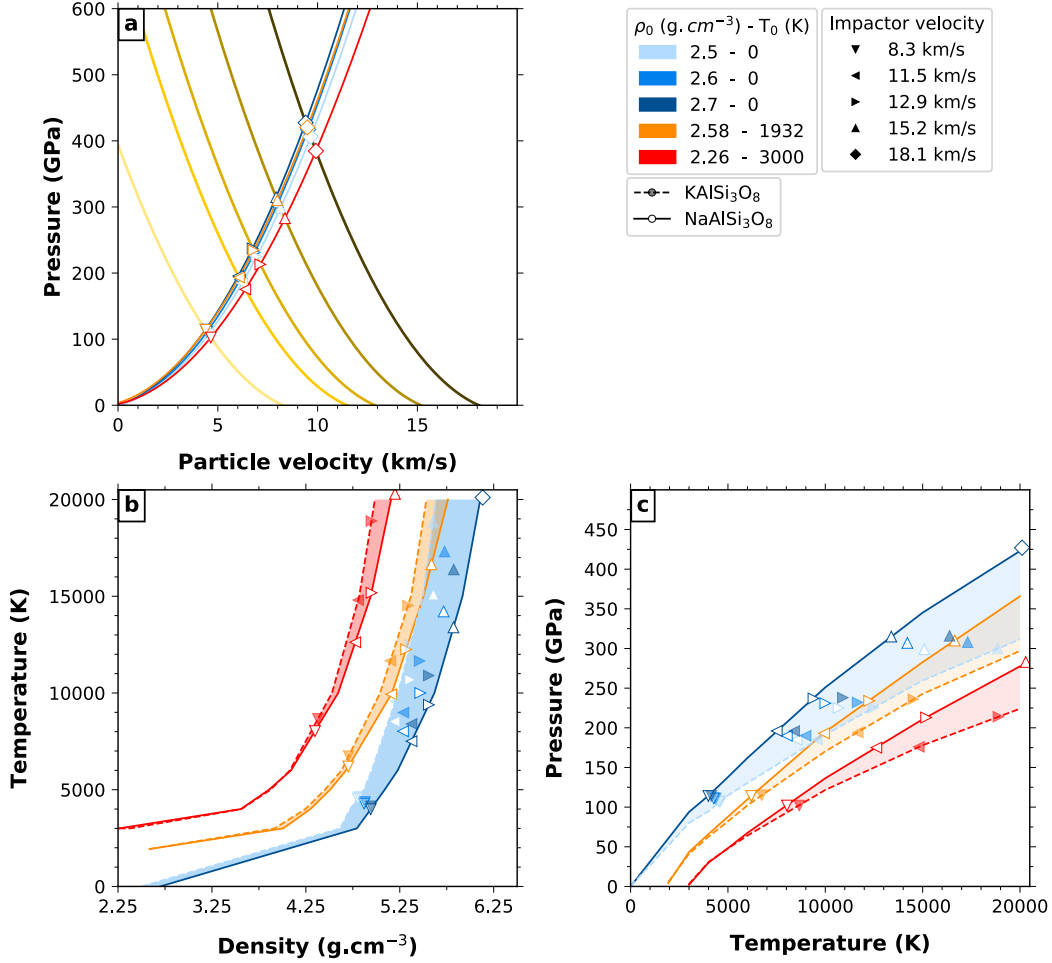 a
600
500
400
300
200
100
0
Pressure (GPa)
0
5
10
15
Particle velocity (km/s)
ρ₀ (g.cm⁻³) - T₀ (K)
2.5 - 0
2.6 - 0
2.7 - 0
2.58 - 1932
2.26 - 3000
Impactor velocity
8.3 km/s
11.5 km/s
12.9 km/s
15.2 km/s
18.1 km/s
KAlSi₃O₈
NaAlSi₃O₈
b
20000
15000
10000
5000
0
Temperature (K)
2.25
3.25
4.25
5.25
6.25
Density (g.cm⁻³)
c
450
400
350
300
250
200
150
100
50
0
Pressure (GPa)
0
5000
10000
15000
20000
Temperature (K)